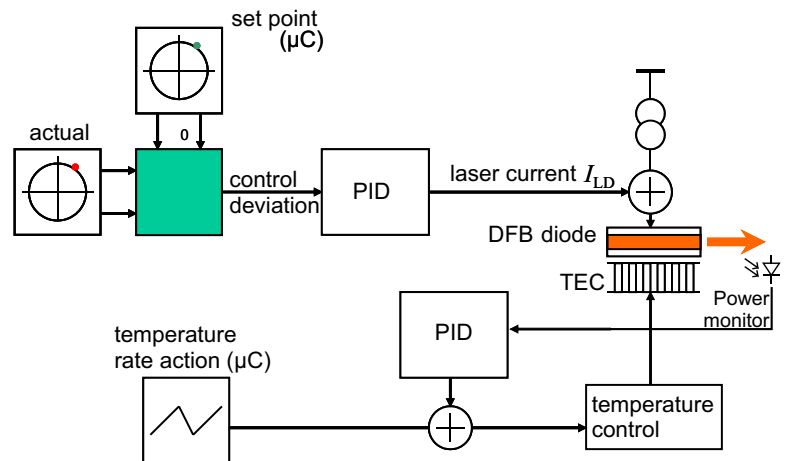 set point
(μC)
actual
0
control
deviation
PID
laser current I_LD
DFB diode
TEC
Power
monitor
PID
temperature
rate action (μC)
temperature
control